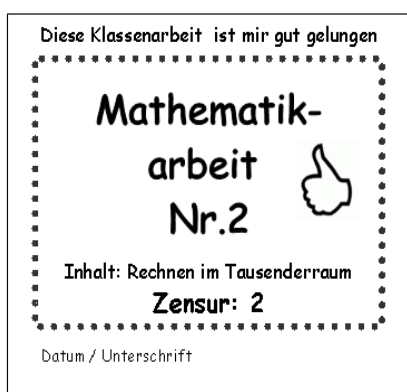 Diese Klassenarbeit ist mir gut gelungen
Mathematik-
arbeit
Nr.2
Inhalt: Rechnen im Tausenderraum
Zensur: 2
Datum / Unterschrift